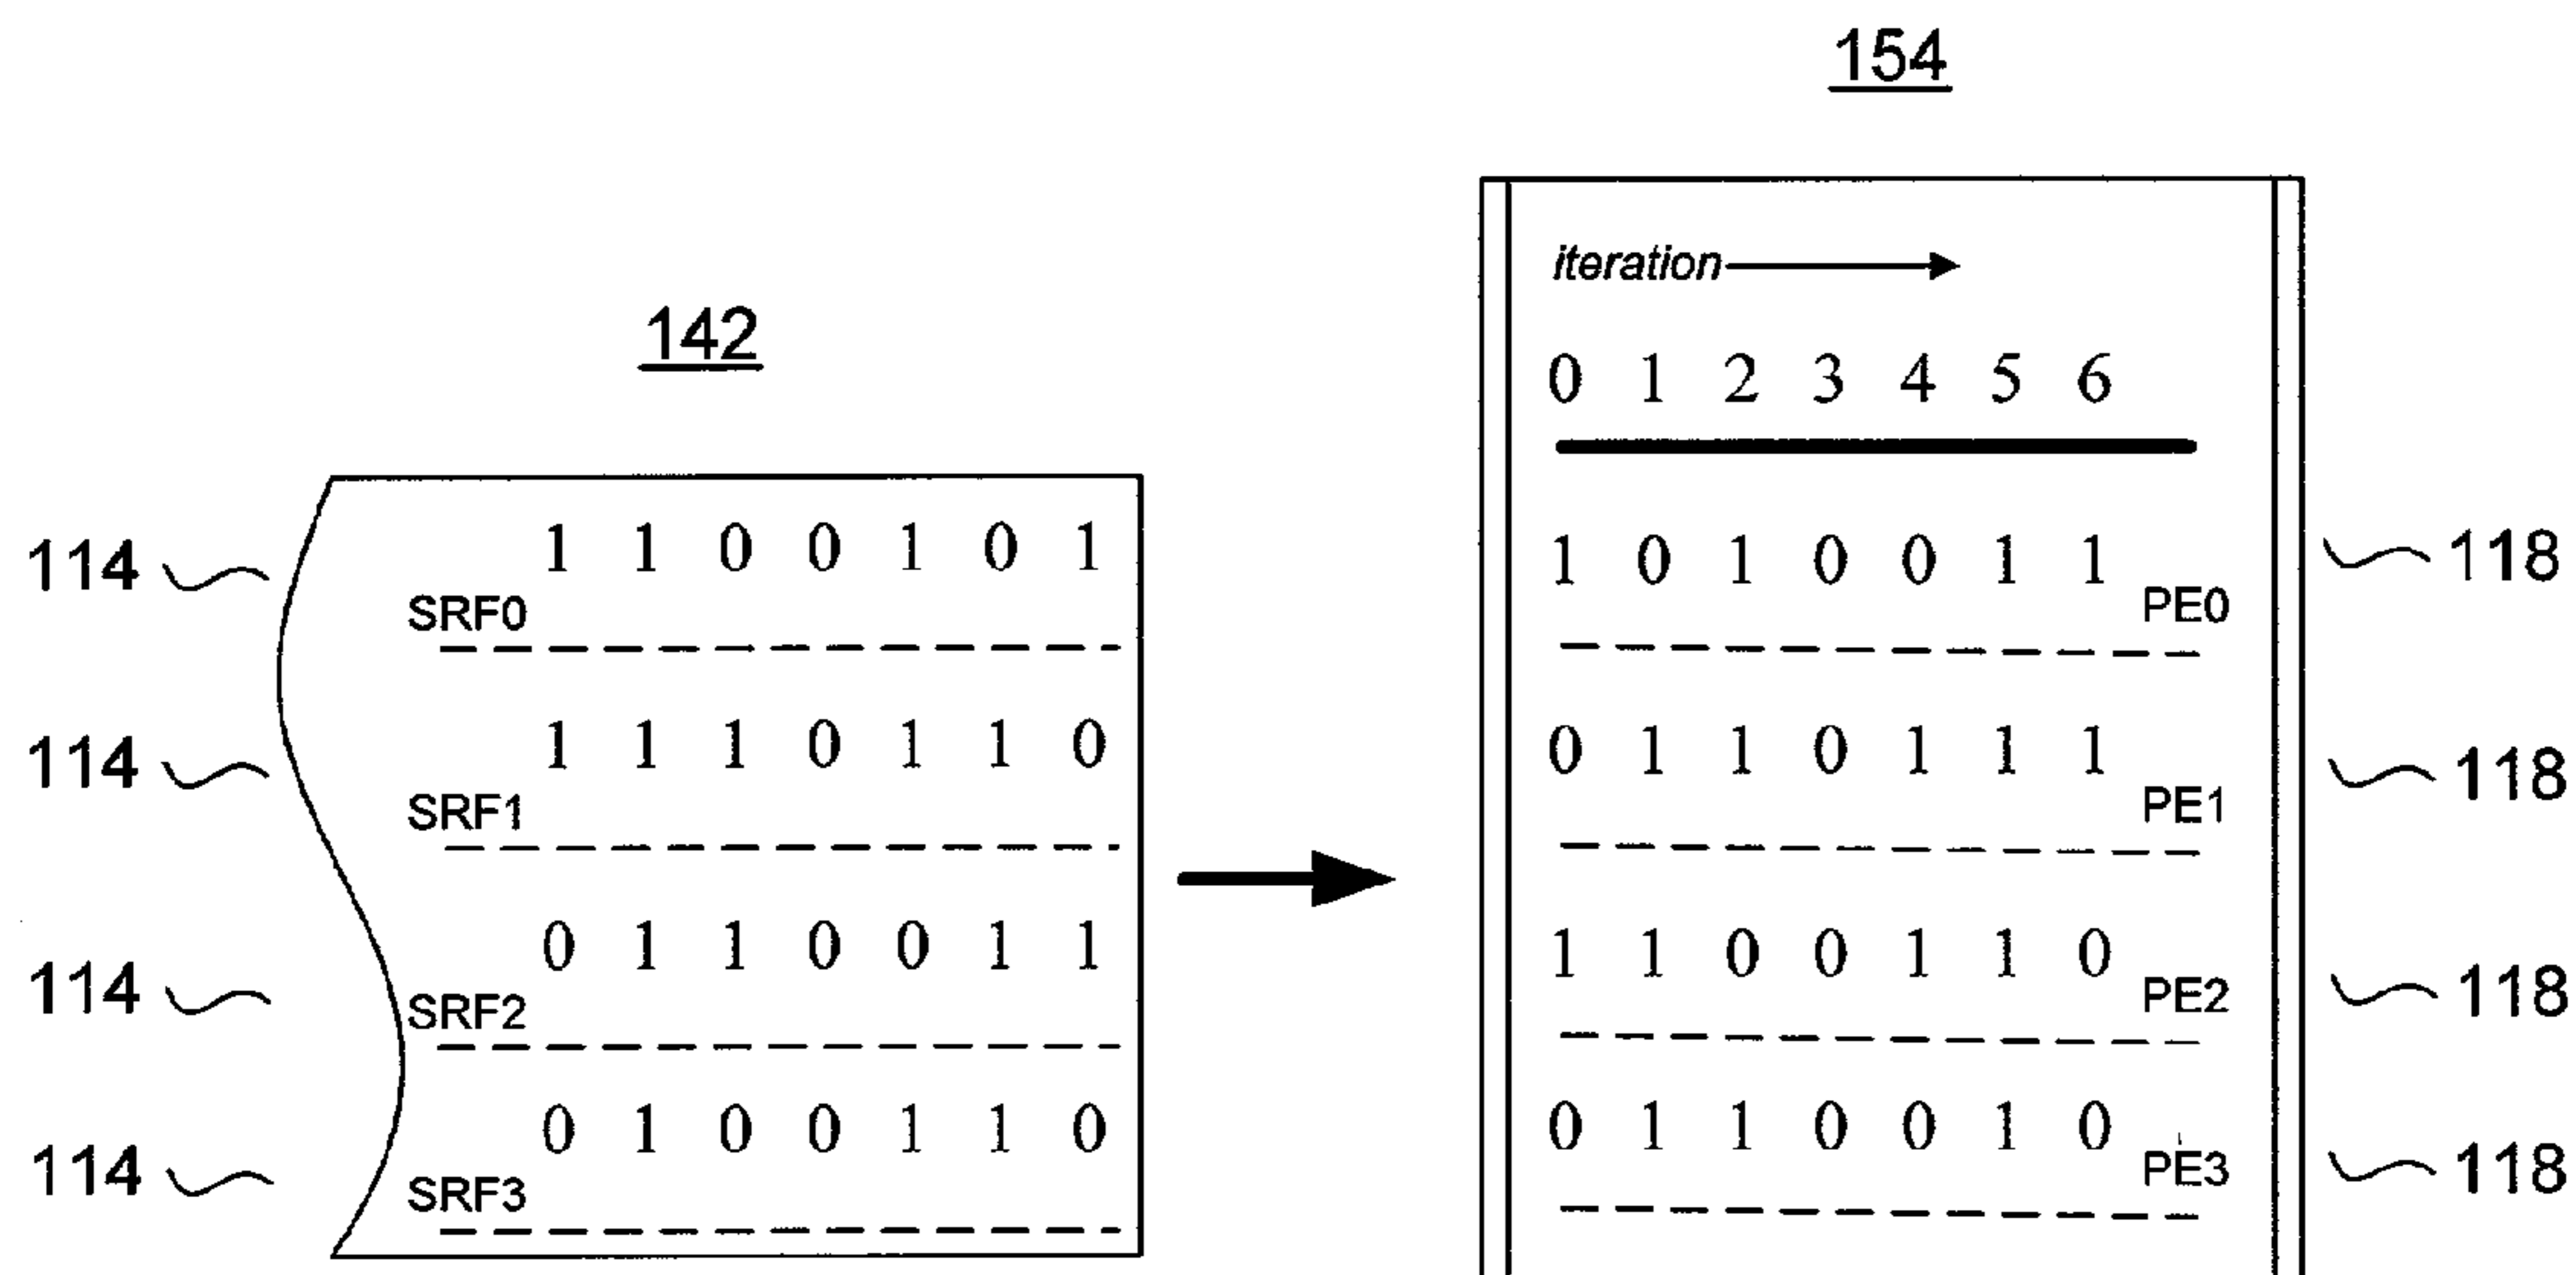 154
142
iteration
0 1 2 3 4 5 6
114
1 1 0 0 1 0 1
SRF0
1 0 1 0 0 1 1
PE0
118
114
1 1 1 0 1 1 0
SRF1
0 1 1 0 1 1 1
PE1
118
114
0 1 1 0 0 1 1
SRF2
1 1 0 0 1 1 0
PE2
118
114
0 1 0 0 1 1 0
SRF3
0 1 1 0 0 1 0
PE3
118